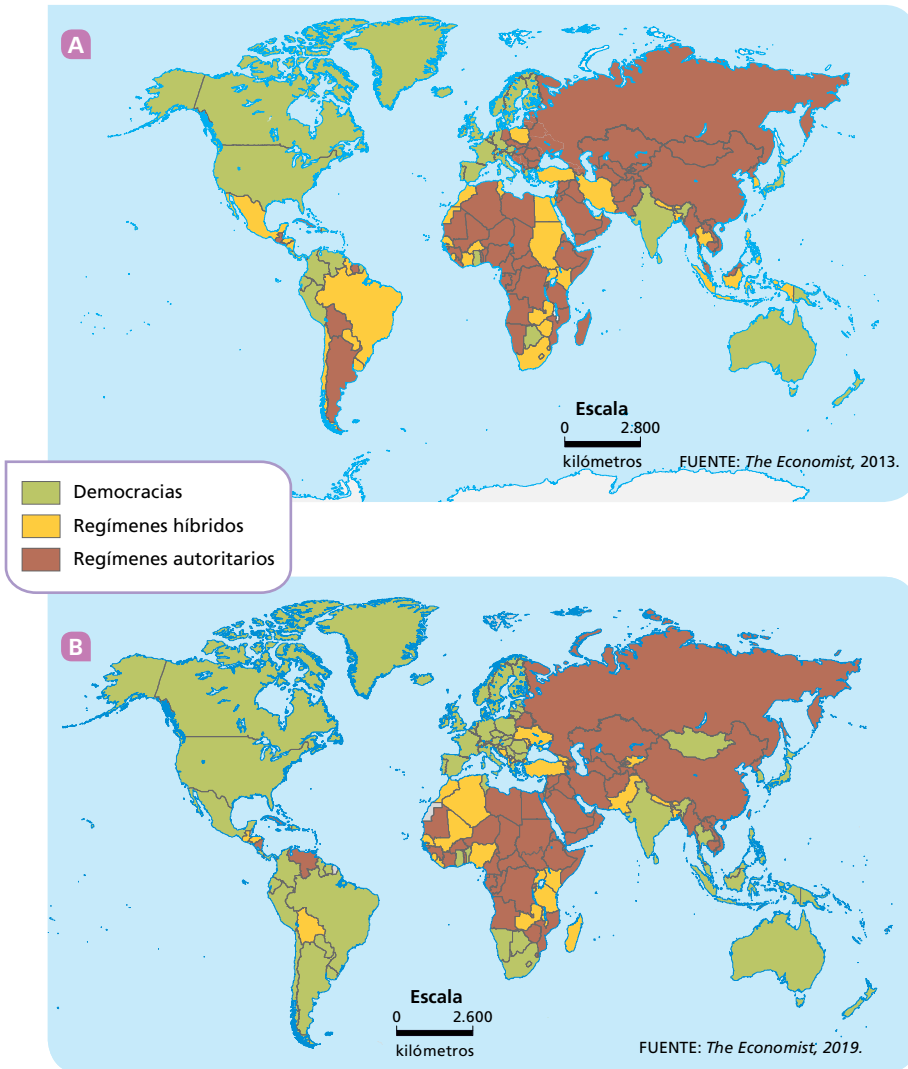 A
Escala
0 2.800
kilómetros
FUENTE: The Economist, 2013.
Democracias
Regímenes híbridos
Regímenes autoritarios
B
Escala
0 2.600
kilómetros
FUENTE: The Economist, 2019.